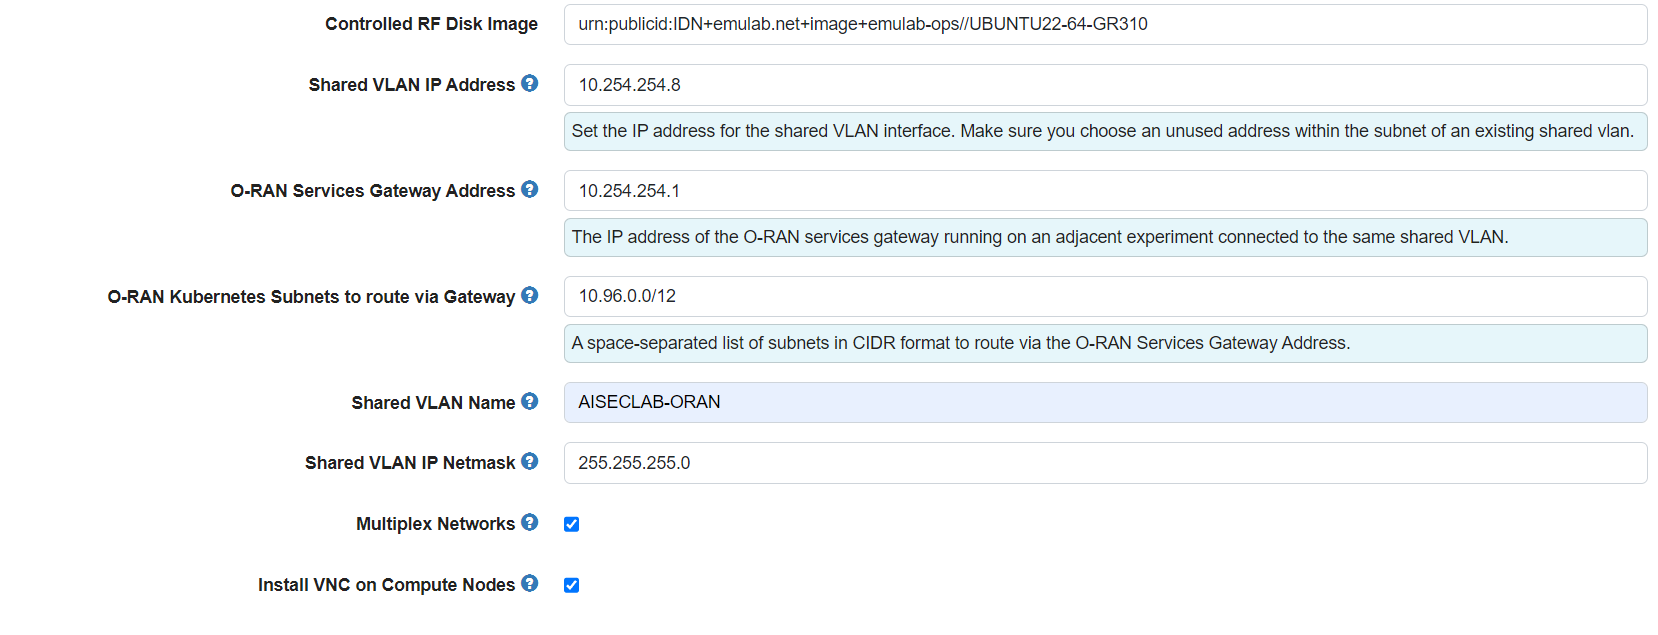 Controlled RF Disk Image urn:publicid:IDN+emulab.net+image+emulab-ops//UBUNTU22-64-GR310
Shared VLAN IP Address ? 10.254.254.8
Set the IP address for the shared VLAN interface. Make sure you choose an unused address within the subnet of an existing shared vlan.
O-RAN Services Gateway Address ? 10.254.254.1
The IP address of the O-RAN services gateway running on an adjacent experiment connected to the same shared VLAN.
O-RAN Kubernetes Subnets to route via Gateway ? 10.96.0.0/12
A space-separated list of subnets in CIDR format to route via the O-RAN Services Gateway Address.
Shared VLAN Name ? AISECLAB-ORAN
Shared VLAN IP Netmask ? 255.255.255.0
Multiplex Networks ?
Install VNC on Compute Nodes ?